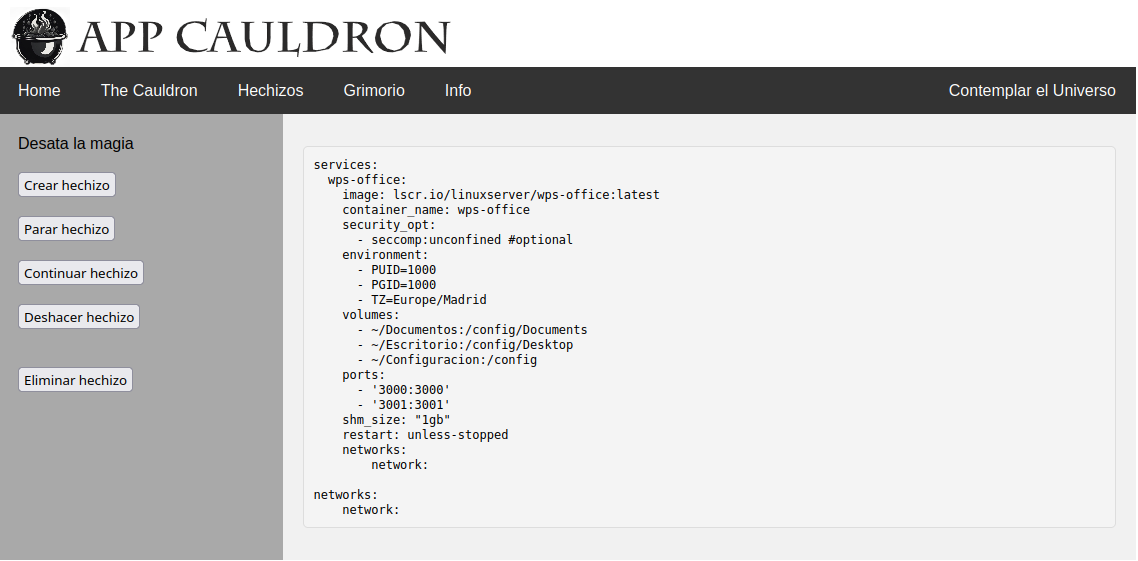 APP CAULDRON
Home The Cauldron Hechizos Grimorio Info Contemplar el Universo
Desata la magia
Crear hechizo
Parar hechizo
Continuar hechizo
Deshacer hechizo
Eliminar hechizo
services:
  wps-office:
    image: lscr.io/linuxserver/wps-office:latest
    container_name: wps-office
    security_opt:
      - seccomp:unconfined #optional
    environment:
      - PUID=1000
      - PGID=1000
      - TZ=Europe/Madrid
    volumes:
      - ~/Documentos:/config/Documents
      - ~/Escritorio:/config/Desktop
      - ~/Configuracion:/config
    ports:
      - '3000:3000'
      - '3001:3001'
    shm_size: "1gb"
    restart: unless-stopped
    networks:
        network:

networks:
    network: